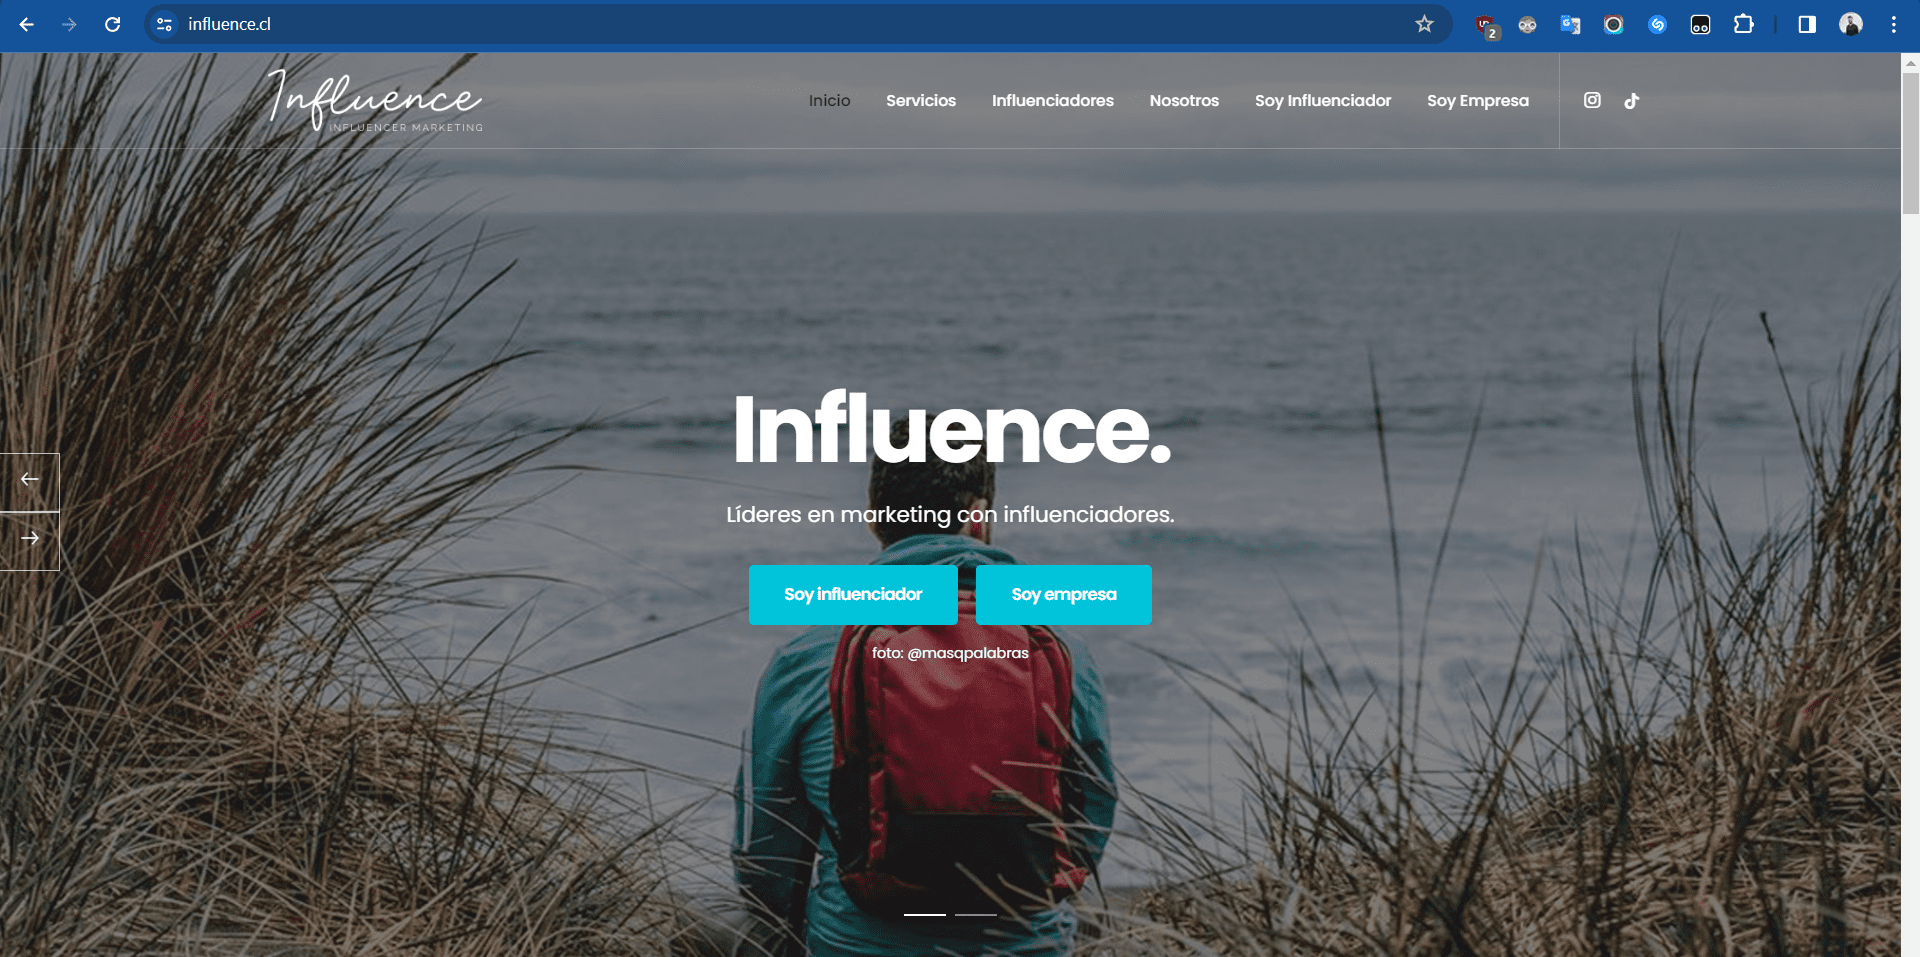 influence.cl
2
Influence
INFLUENCER MARKETING
Inicio
Servicios
Influenciadores
Nosotros
Soy Influenciador
Soy Empresa
Influence.
Líderes en marketing con influenciadores.
Soy influenciador
Soy empresa
foto: @masqpalabras